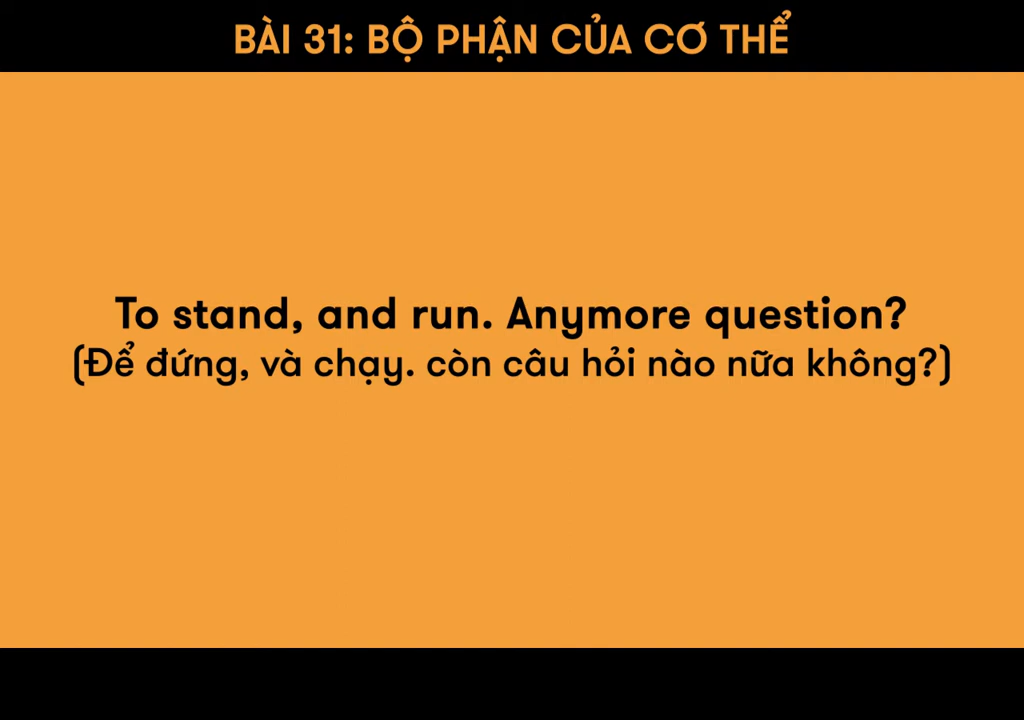 BÀI 31: BỘ PHẬN CỦA CƠ THỂ
To stand, and run. Anymore question?
(Để đứng, và chạy. còn câu hỏi nào nữa không?)